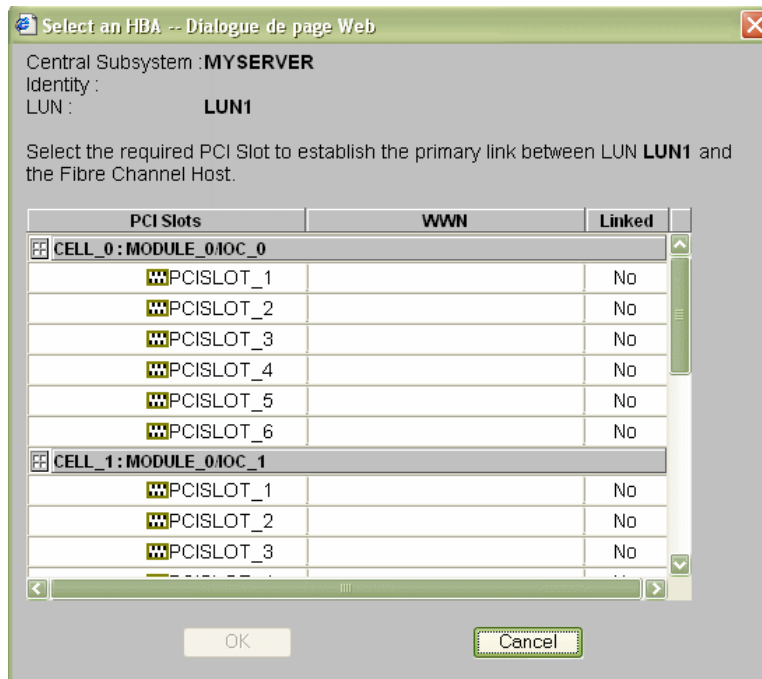 Select an HBA -- Dialogue de page Web
Central Subsystem : MYSERVER
Identity :
LUN : LUN1
Select the required PCI Slot to establish the primary link between LUN LUN1 and
the Fibre Channel Host.
PCI Slots WWN Linked
CELL_0 : MODULE_0/IOC_0
PCISLOT_1 No
PCISLOT_2 No
PCISLOT_3 No
PCISLOT_4 No
PCISLOT_5 No
PCISLOT_6 No
CELL_1 : MODULE_0/IOC_1
PCISLOT_1 No
PCISLOT_2 No
PCISLOT_3 No
OK Cancel